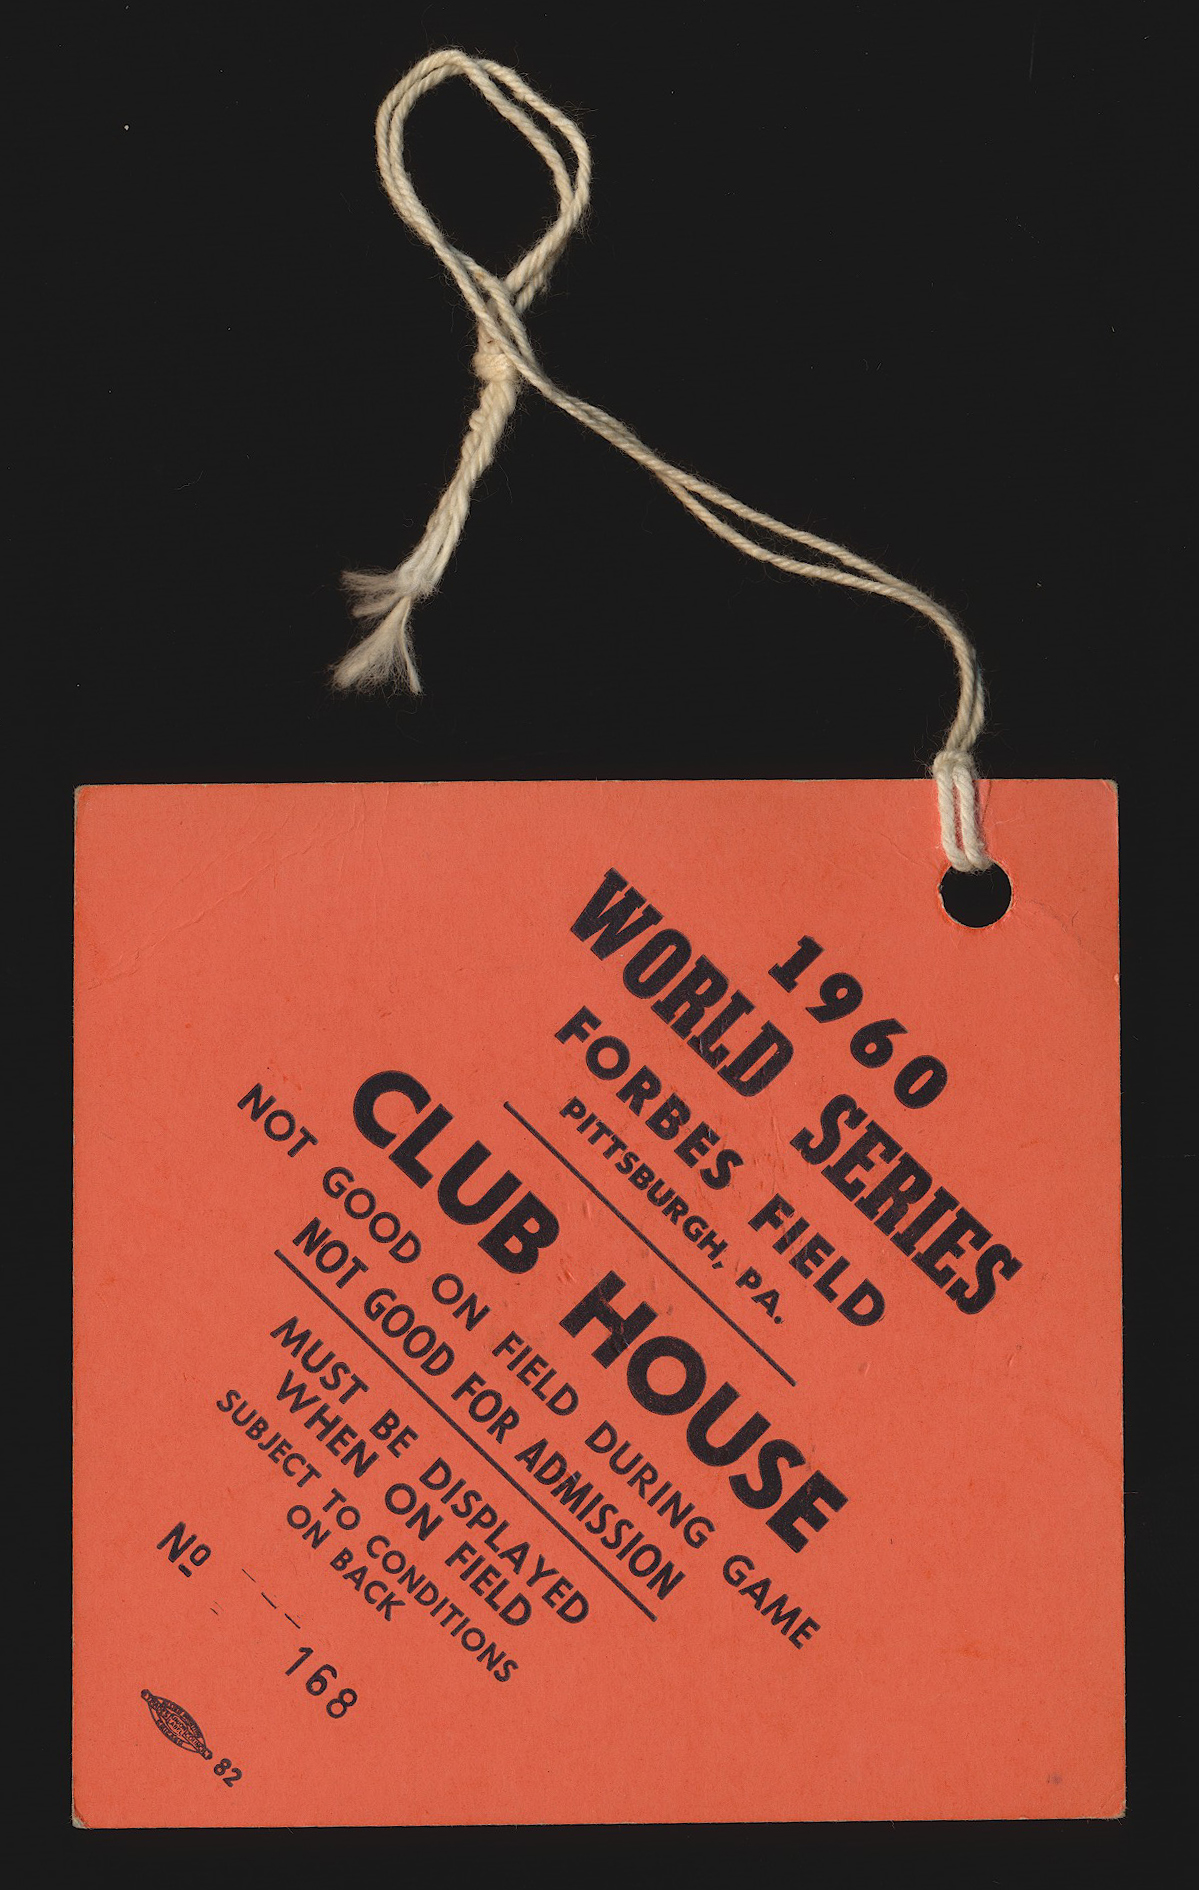 1960
WORLD SERIES
FORBES FIELD
PITTSBURGH, PA.
CLUB HOUSE
NOT GOOD ON FIELD DURING GAME
NOT GOOD FOR ADMISSION
MUST BE DISPLAYED
WHEN ON FIELD
SUBJECT TO CONDITIONS
ON BACK
Nº 168
82